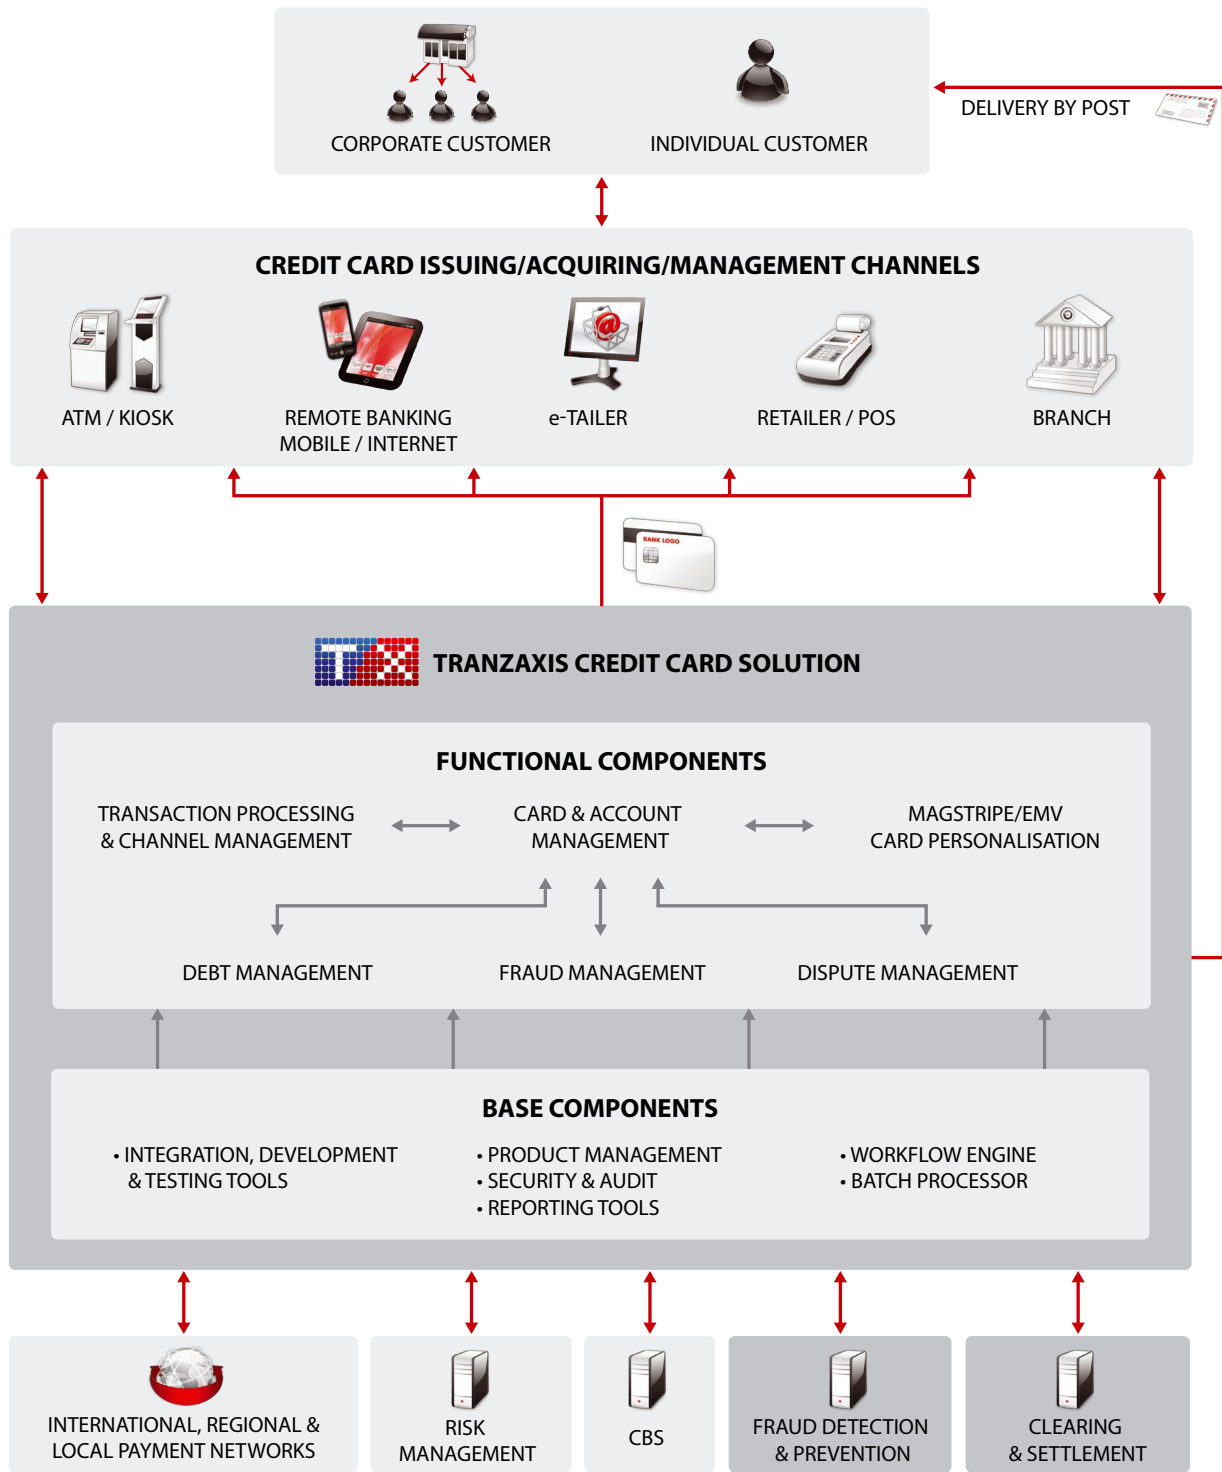 CORPORATE CUSTOMER
INDIVIDUAL CUSTOMER
DELIVERY BY POST
CREDIT CARD ISSUING/ACQUIRING/MANAGEMENT CHANNELS
ATM / KIOSK
REMOTE BANKING
MOBILE / INTERNET
e-TAILER
RETAILER / POS
BRANCH
BANK LOGO
TX
TRANZAXIS CREDIT CARD SOLUTION
FUNCTIONAL COMPONENTS
TRANSACTION PROCESSING
& CHANNEL MANAGEMENT
CARD & ACCOUNT
MANAGEMENT
MAGSTRIPE/EMV
CARD PERSONALISATION
DEBT MANAGEMENT
FRAUD MANAGEMENT
DISPUTE MANAGEMENT
BASE COMPONENTS
• INTEGRATION, DEVELOPMENT
& TESTING TOOLS
• PRODUCT MANAGEMENT
• SECURITY & AUDIT
• REPORTING TOOLS
• WORKFLOW ENGINE
• BATCH PROCESSOR
INTERNATIONAL, REGIONAL &
LOCAL PAYMENT NETWORKS
RISK
MANAGEMENT
CBS
FRAUD DETECTION
& PREVENTION
CLEARING
& SETTLEMENT